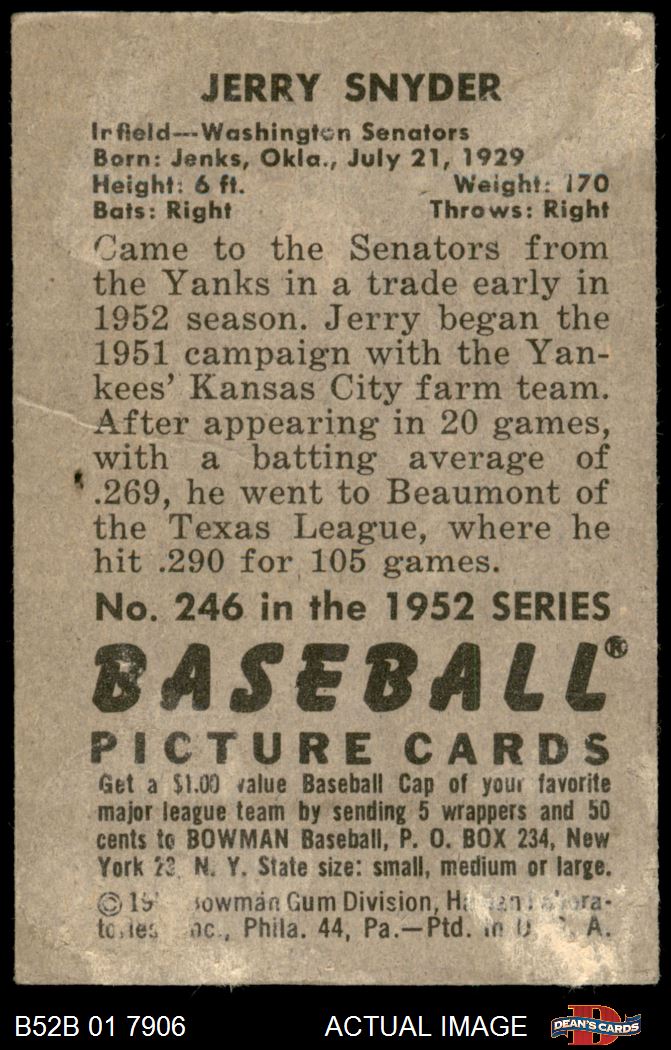 JERRY SNYDER
Infield---Washington Senators
Born: Jenks, Okla., July 21, 1929
Height: 6 ft. Weight: 170
Bats: Right Throws: Right
Came to the Senators from
the Yanks in a trade early in
1952 season. Jerry began the
1951 campaign with the Yan-
kees' Kansas City farm team.
After appearing in 20 games,
with a batting average of
.269, he went to Beaumont of
the Texas League, where he
hit .290 for 105 games.
No. 246 in the 1952 SERIES
BASEBALL®
PICTURE CARDS
Get a $1.00 value Baseball Cap of your favorite
major league team by sending 5 wrappers and 50
cents to BOWMAN Baseball, P. O. BOX 234, New
York N. Y. State size: small, medium or large.
© Bowman Gum Division,
Phila. 44, Pa.—Ptd. in U. S. A.
B52B 01 7906 ACTUAL IMAGE DEAN'S CARDS